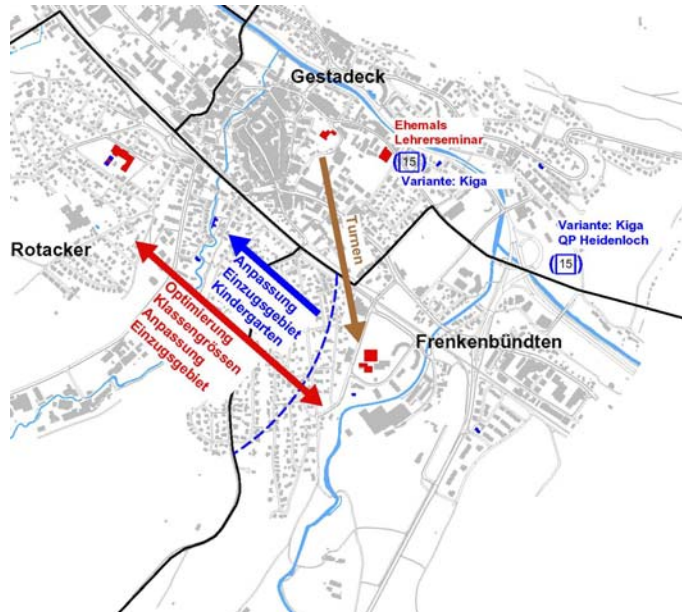 Gestadeck
Ehemals
Lehrerseminar
15
Variante: Kiga
Turnen
Variante: Kiga
QP Heidenloch
15
Rotacker
Anpassung
Einzugsgebiet
Kindergarten
Optimierung
Klassengrössen
Anpassung
Einzugsgebiet
Frenkenbündten